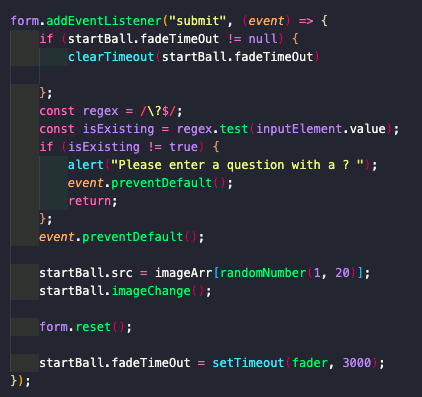 form.addEventListener("submit", (event) => {
    if (startBall.fadeTimeOut != null) {
        clearTimeout(startBall.fadeTimeOut)

    };
    const regex = /\?$/;
    const isExisting = regex.test(inputElement.value);
    if (isExisting != true) {
        alert("Please enter a question with a ? ");
        event.preventDefault();
        return;
    };
    event.preventDefault();

    startBall.src = imageArr[randomNumber(1, 20)];
    startBall.imageChange();

    form.reset();

    startBall.fadeTimeOut = setTimeout(fader, 3000);
});